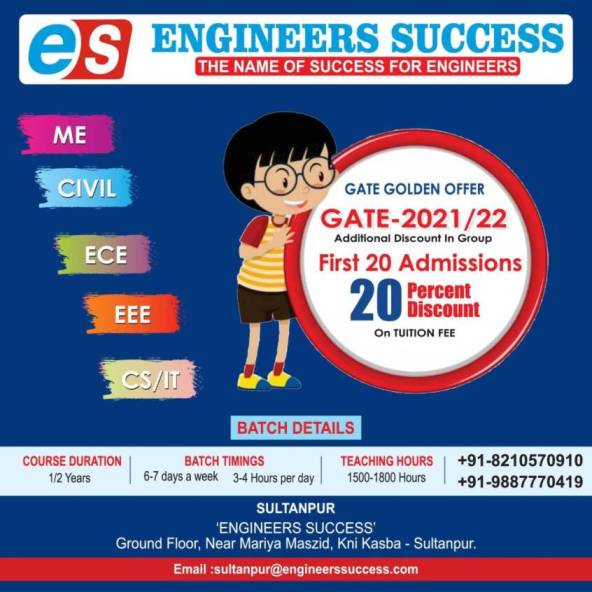 es ENGINEERS SUCCESS
THE NAME OF SUCCESS FOR ENGINEERS
ME
CIVIL
ECE
EEE
CS/IT
GATE GOLDEN OFFER
GATE-2021/22
Additional Discount In Group
First 20 Admissions
20 Percent Discount
On TUITION FEE
BATCH DETAILS
COURSE DURATION
1/2 Years
BATCH TIMINGS
6-7 days a week 3-4 Hours per day
TEACHING HOURS
1500-1800 Hours
+91-8210570910
+91-9887770419
SULTANPUR
‘ENGINEERS SUCCESS’
Ground Floor, Near Mariya Maszid, Kni Kasba - Sultanpur.
Email :sultanpur@engineerssuccess.com